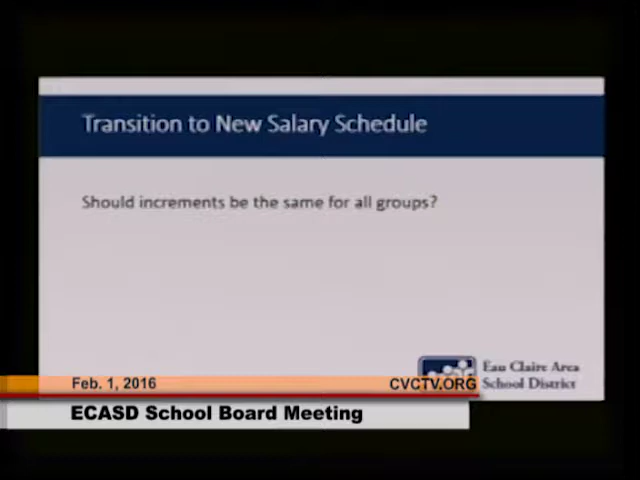 Transition to New Salary Schedule
Should increments be the same for all groups?
Eau Claire Area
School District
Feb. 1, 2016
CVCTV.ORG
ECASD School Board Meeting